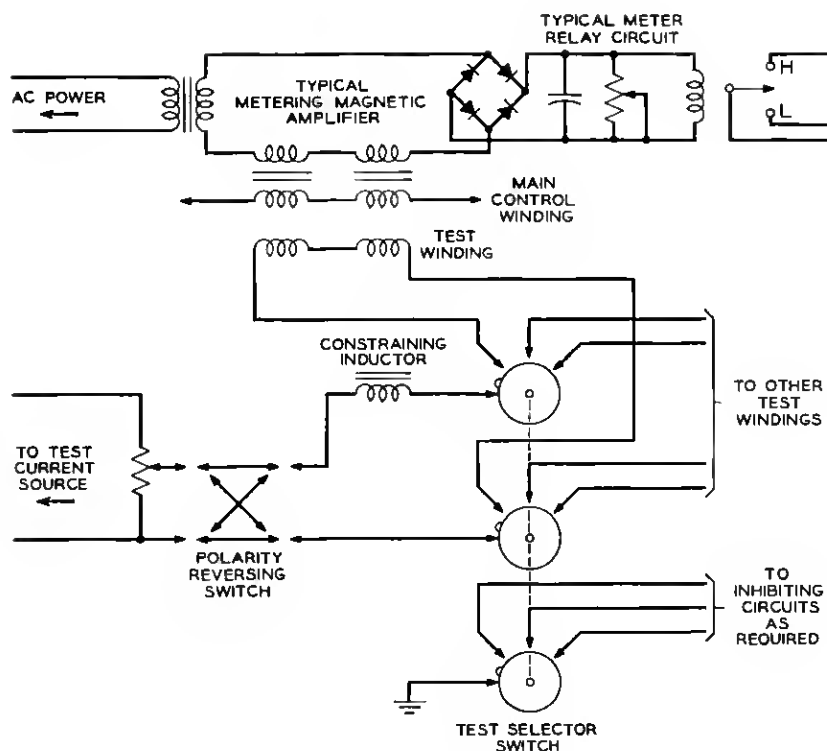 TYPICAL METER
RELAY CIRCUIT
H
L
AC POWER
TYPICAL
METERING MAGNETIC
AMPLIFIER
MAIN
CONTROL
WINDING
TEST
WINDING
CONSTRAINING
INDUCTOR
TO OTHER
TEST
WINDINGS
TO TEST
CURRENT
SOURCE
POLARITY
REVERSING
SWITCH
TO
INHIBITING
CIRCUITS
AS
REQUIRED
TEST SELECTOR
SWITCH